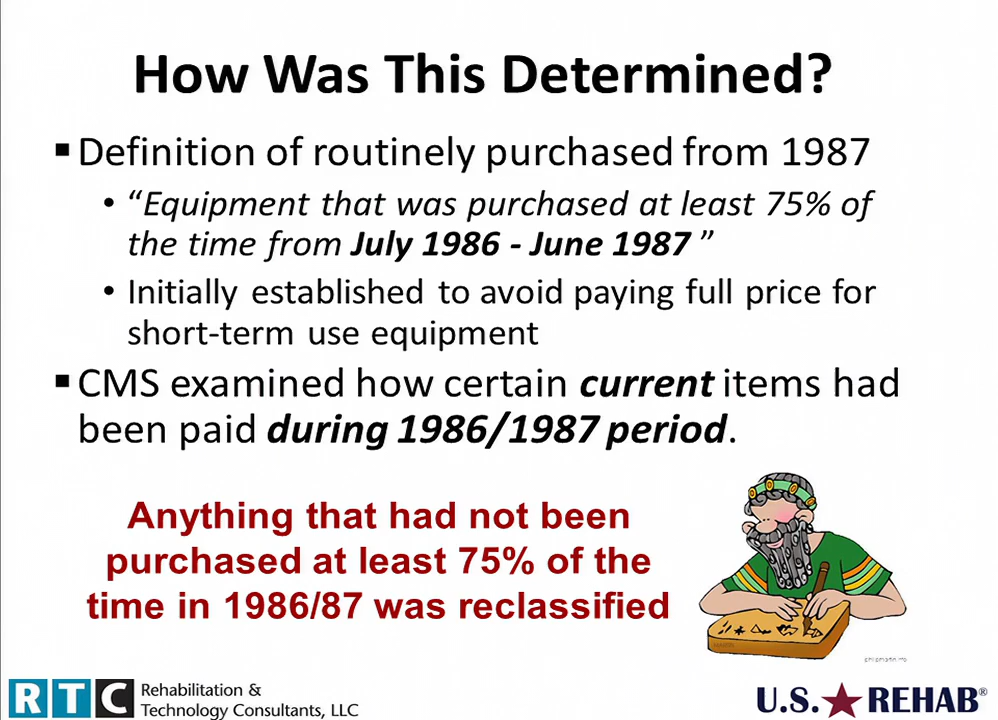 How Was This Determined?
▪ Definition of routinely purchased from 1987
• “Equipment that was purchased at least 75% of
the time from July 1986 - June 1987 ”
• Initially established to avoid paying full price for
short-term use equipment
▪ CMS examined how certain current items had
been paid during 1986/1987 period.
Anything that had not been
purchased at least 75% of the
time in 1986/87 was reclassified
RTC Rehabilitation &
Technology Consultants, LLC
U.S. REHAB®